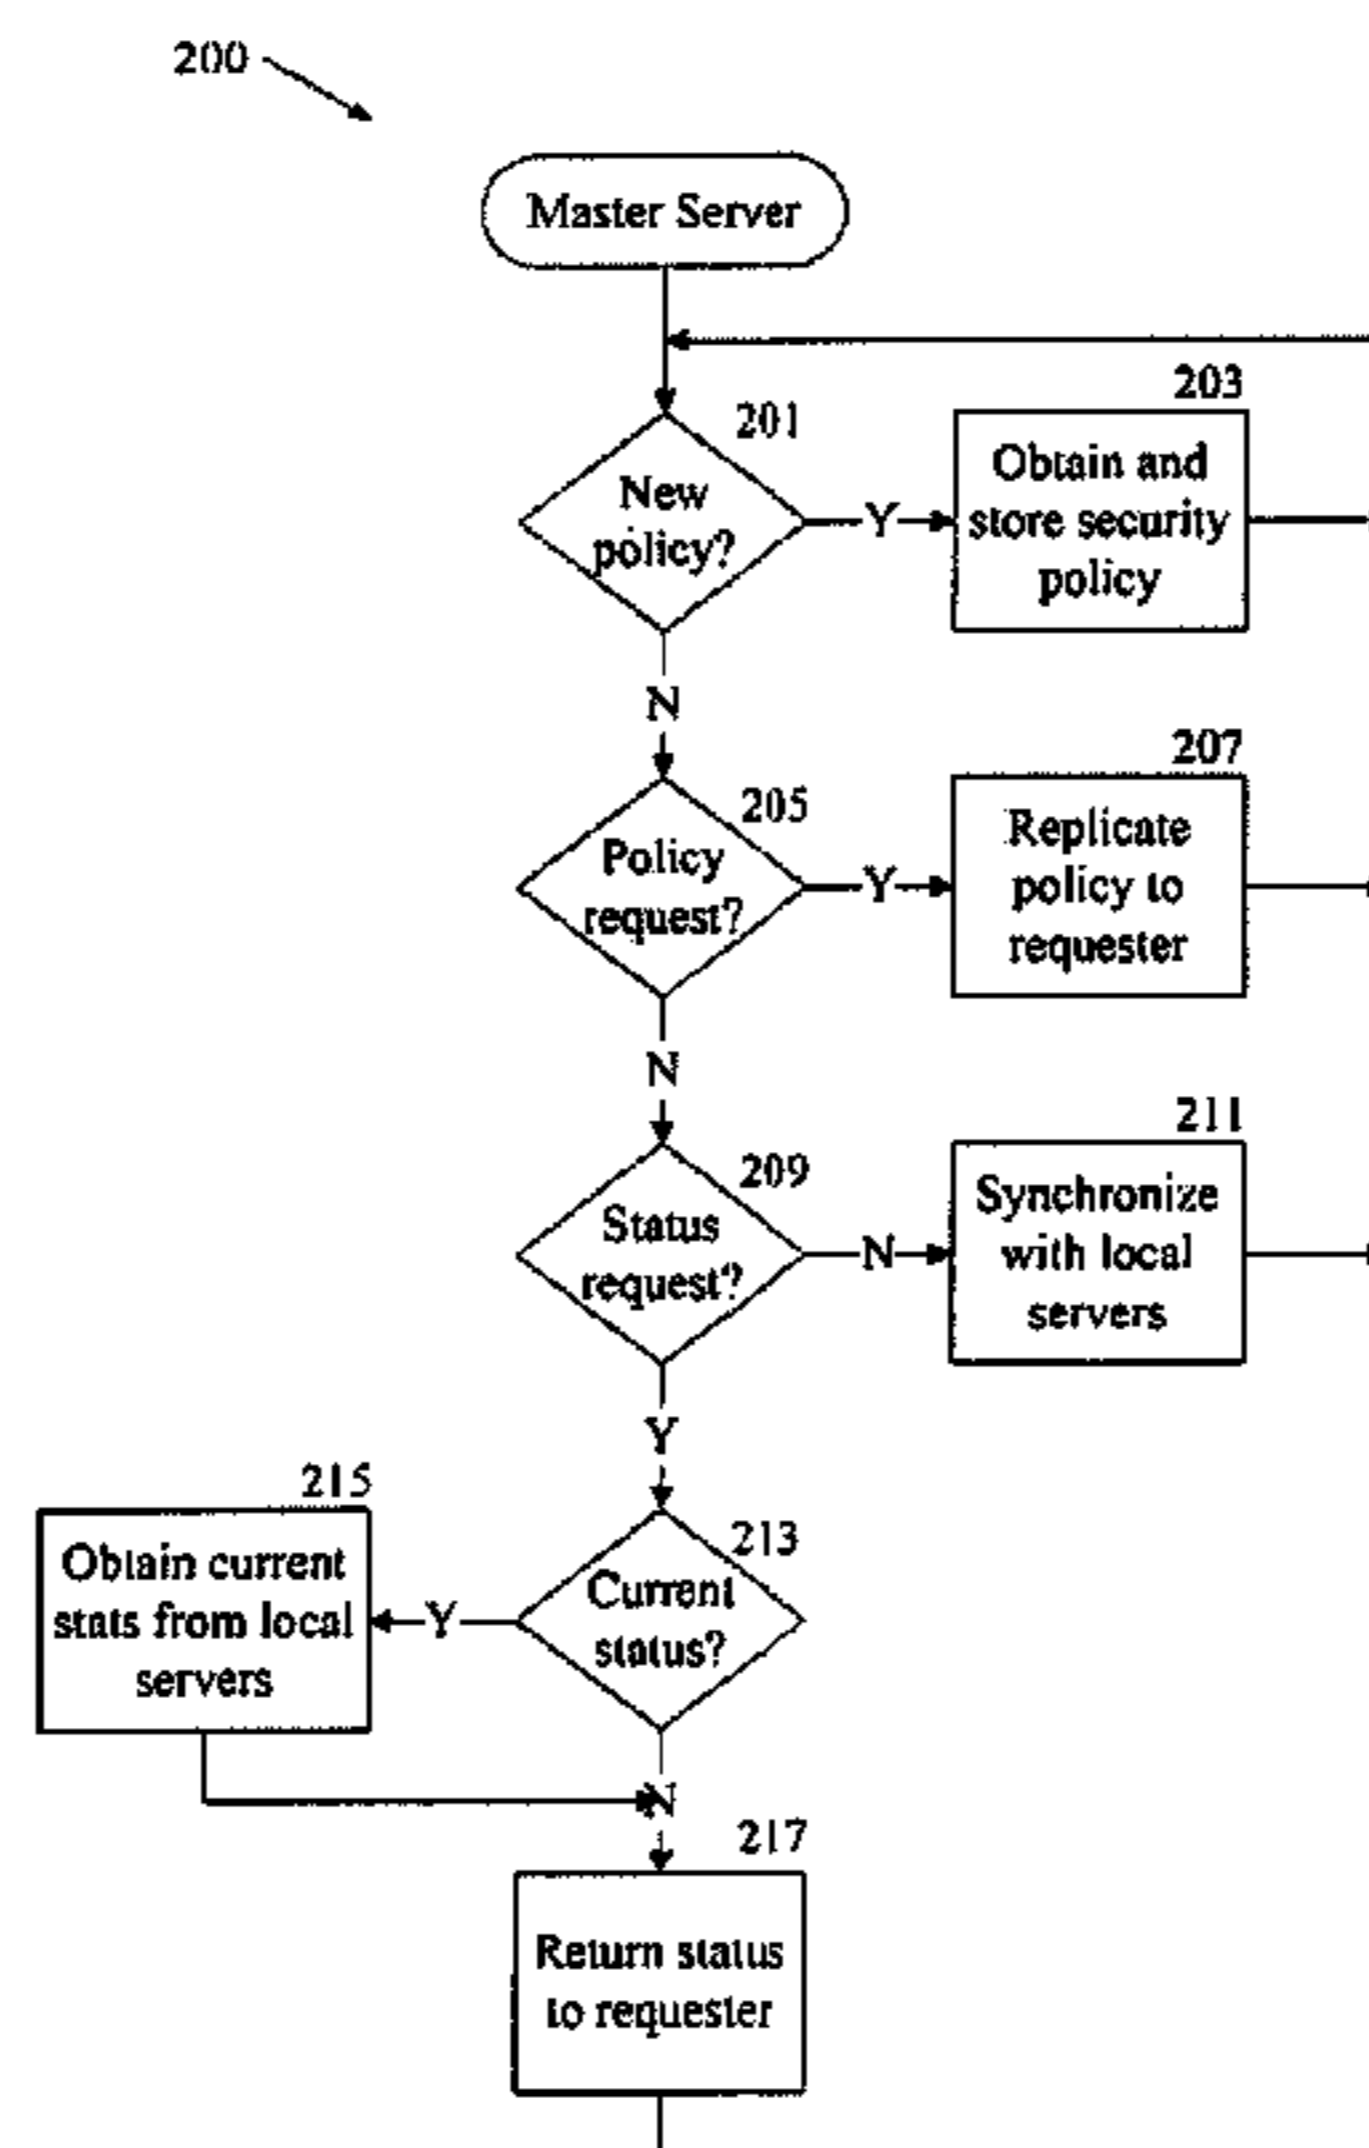 200
Master Server
201
New
policy?
Y
203
Obtain and
store security
policy
N
205
Policy
request?
Y
207
Replicate
policy to
requester
N
209
Status
request?
N
211
Synchronize
with local
servers
Y
213
Current
status?
Y
215
Obtain current
stats from local
servers
N
217
Return status
to requester